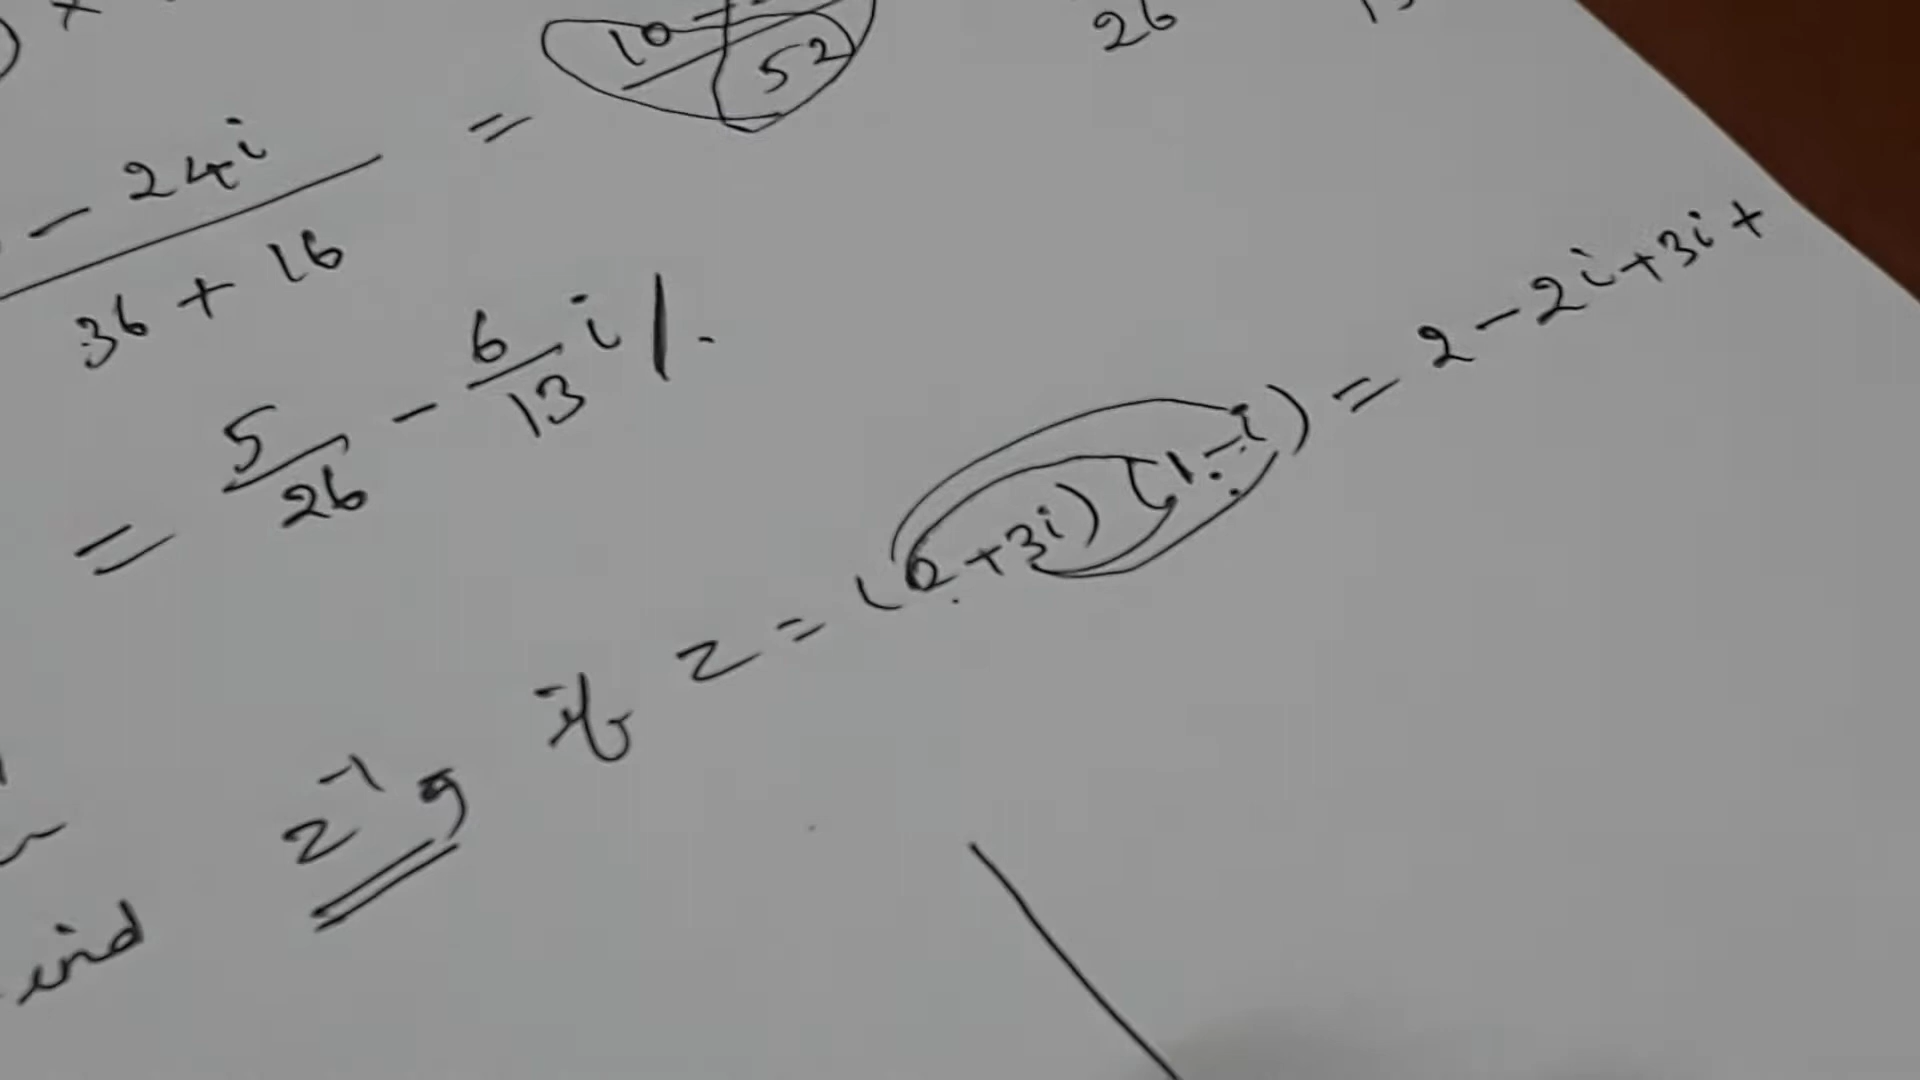 10 26
52
- 24i =
36 + 16
= 5/26 - 6/13 i
find z^-1, if z = (2+3i)(1-i) = 2-2i+3i+